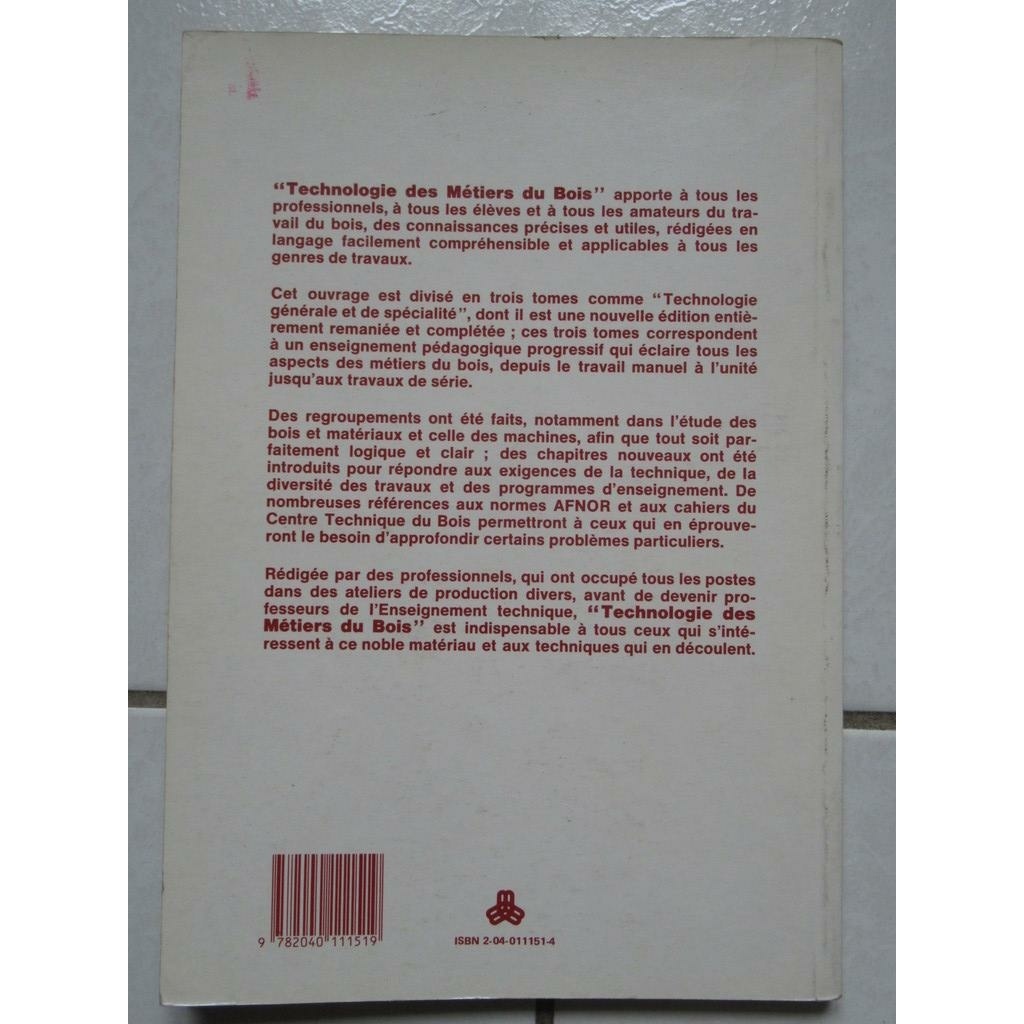 “Technologie des Métiers du Bois” apporte à tous les
professionnels, à tous les élèves et à tous les amateurs du tra-
vail du bois, des connaissances précises et utiles, rédigées en
langage facilement compréhensible et applicables à tous les
genres de travaux.
Cet ouvrage est divisé en trois tomes comme “Technologie
générale et de spécialité”, dont il est une nouvelle édition entiè-
rement remaniée et complétée ; ces trois tomes correspondent
à un enseignement pédagogique progressif qui éclaire tous les
aspects des métiers du bois, depuis le travail manuel à l’unité
jusqu’aux travaux de série.
Des regroupements ont été faits, notamment dans l’étude des
bois et matériaux et celle des machines, afin que tout soit par-
faitement logique et clair ; des chapitres nouveaux ont été
introduits pour répondre aux exigences de la technique, de la
diversité des travaux et des programmes d’enseignement. De
nombreuses références aux normes AFNOR et aux cahiers du
Centre Technique du Bois permettront à ceux qui en éprouve-
ront le besoin d’approfondir certains problèmes particuliers.
Rédigée par des professionnels, qui ont occupé tous les postes
dans des ateliers de production divers, avant de devenir pro-
fesseurs de l’Enseignement technique, “Technologie des
Métiers du Bois” est indispensable à tous ceux qui s’inté-
ressent à ce noble matériau et aux techniques qui en découlent.
9 782040 111519
ISBN 2-04-011151-4